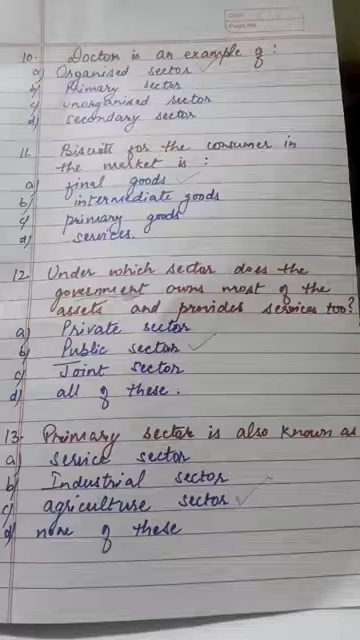 10. Doctor is an example of :
a) Organised sector
b) Primary sector
c) unorganised sector
d) secondary sector
11. Biscuits for the consumer in
the market is :
a) final goods
b) intermediate goods
c) primary goods
d) services.
12 Under which sector does the
government owns most of the
assets and provides services too?
a) Private sector
b) Public sector
c) Joint sector
d) all of these.
13. Primary sector is also known as
a) service sector
b) Industrial sector
c) agriculture sector
d) none of these